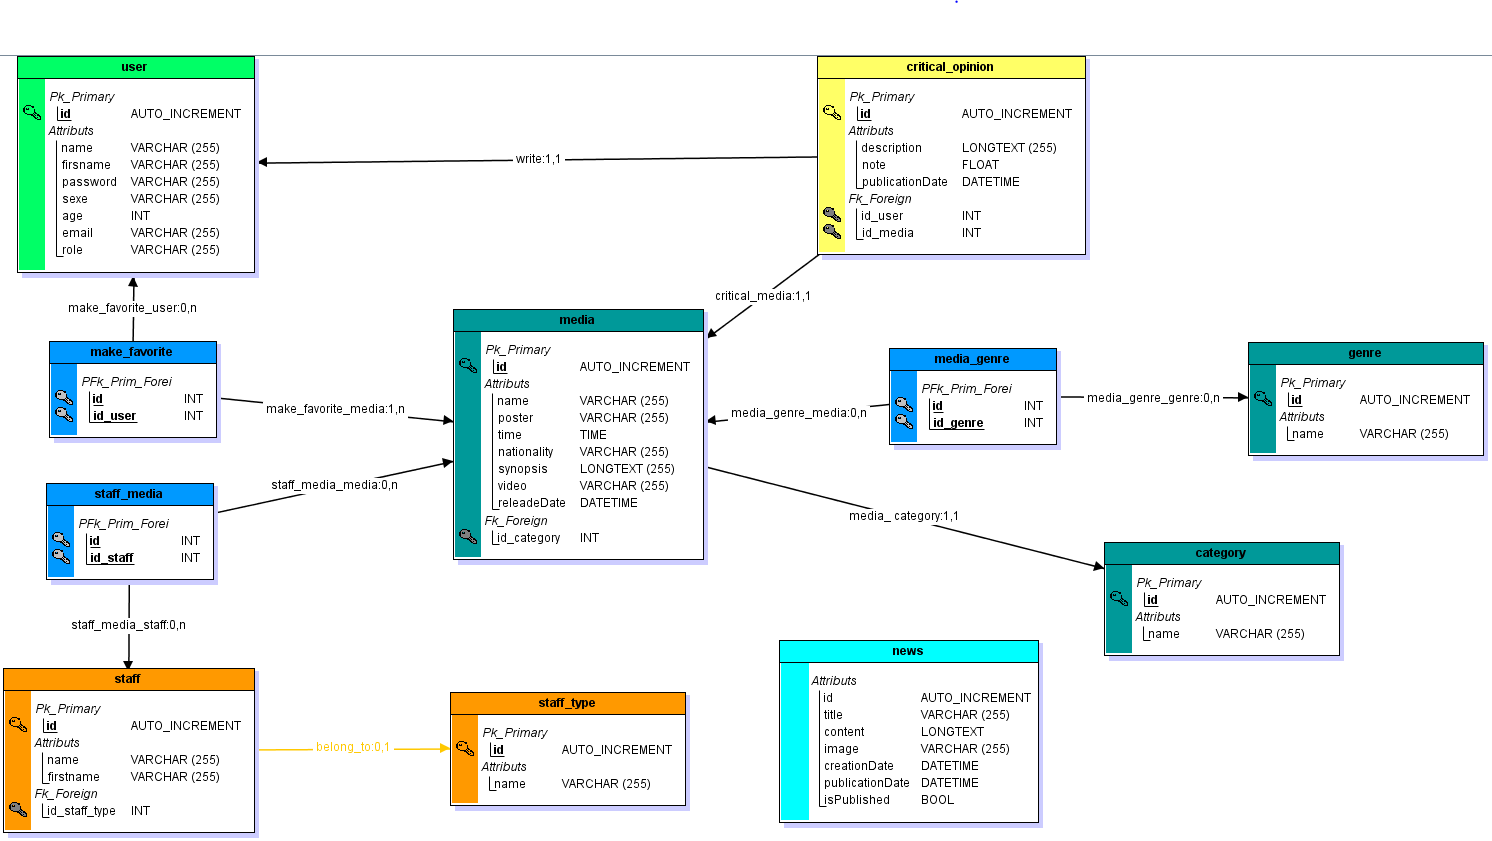 user
Pk_Primary
id AUTO_INCREMENT
Attributs
name VARCHAR (255)
firsname VARCHAR (255)
password VARCHAR (255)
sexe VARCHAR (255)
age INT
email VARCHAR (255)
role VARCHAR (255)
write:1,1
critical_opinion
Pk_Primary
id AUTO_INCREMENT
Attributs
description LONGTEXT (255)
note FLOAT
publicationDate DATETIME
Fk_Foreign
id_user INT
id_media INT
make_favorite_user:0,n
critical_media:1,1
make_favorite
PFk_Prim_Forei
id INT
id_user INT
make_favorite_media:1,n
media
Pk_Primary
id AUTO_INCREMENT
Attributs
name VARCHAR (255)
poster VARCHAR (255)
time TIME
nationality VARCHAR (255)
synopsis LONGTEXT (255)
video VARCHAR (255)
releadeDate DATETIME
Fk_Foreign
id_category INT
media_genre_media:0,n
media_genre
PFk_Prim_Forei
id INT
id_genre INT
media_genre_genre:0,n
genre
Pk_Primary
id AUTO_INCREMENT
Attributs
name VARCHAR (255)
staff_media
PFk_Prim_Forei
id INT
id_staff INT
staff_media_media:0,n
media_ category:1,1
category
Pk_Primary
id AUTO_INCREMENT
Attributs
name VARCHAR (255)
staff_media_staff:0,n
staff
Pk_Primary
id AUTO_INCREMENT
Attributs
name VARCHAR (255)
firstname VARCHAR (255)
Fk_Foreign
id_staff_type INT
belong_to:0,1
staff_type
Pk_Primary
id AUTO_INCREMENT
Attributs
name VARCHAR (255)
news
Attributs
id AUTO_INCREMENT
title VARCHAR (255)
content LONGTEXT
image VARCHAR (255)
creationDate DATETIME
publicationDate DATETIME
isPublished BOOL